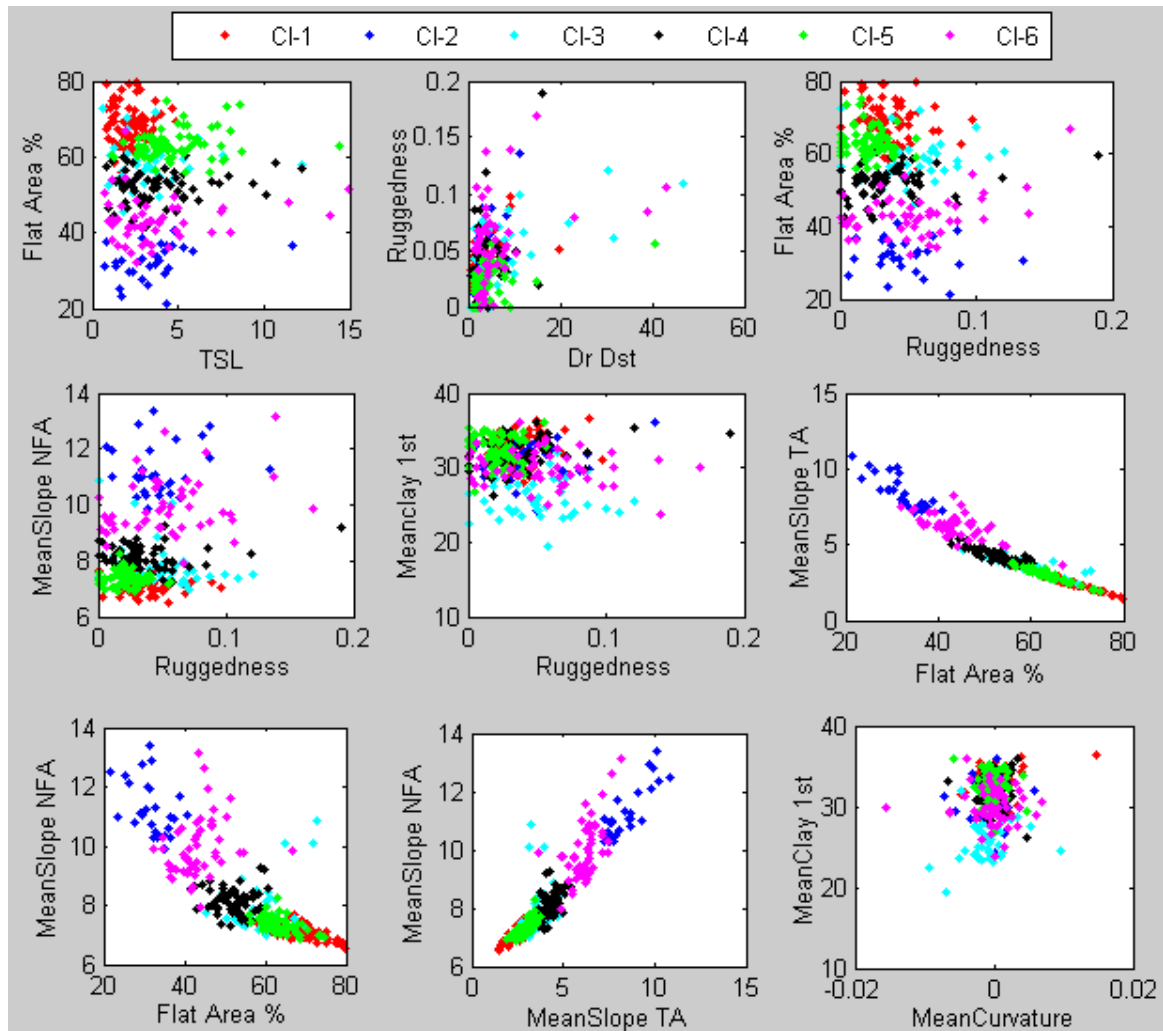 Cl-1 Cl-2 Cl-3 Cl-4 Cl-5 Cl-6
80
60
40
20
Flat Area %
0 5 10 15
TSL
0.2
0.15
0.1
0.05
0
Ruggedness
0 20 40 60
Dr Dst
80
60
40
20
Flat Area %
0 0.1 0.2
Ruggedness
14
12
10
8
6
MeanSlope NFA
0 0.1 0.2
Ruggedness
40
30
20
10
Meanclay 1st
0 0.1 0.2
Ruggedness
15
10
5
0
MeanSlope TA
20 40 60 80
Flat Area %
14
12
10
8
6
MeanSlope NFA
20 40 60 80
Flat Area %
14
12
10
8
6
MeanSlope NFA
0 5 10 15
MeanSlope TA
40
30
20
10
MeanClay 1st
-0.02 0 0.02
MeanCurvature